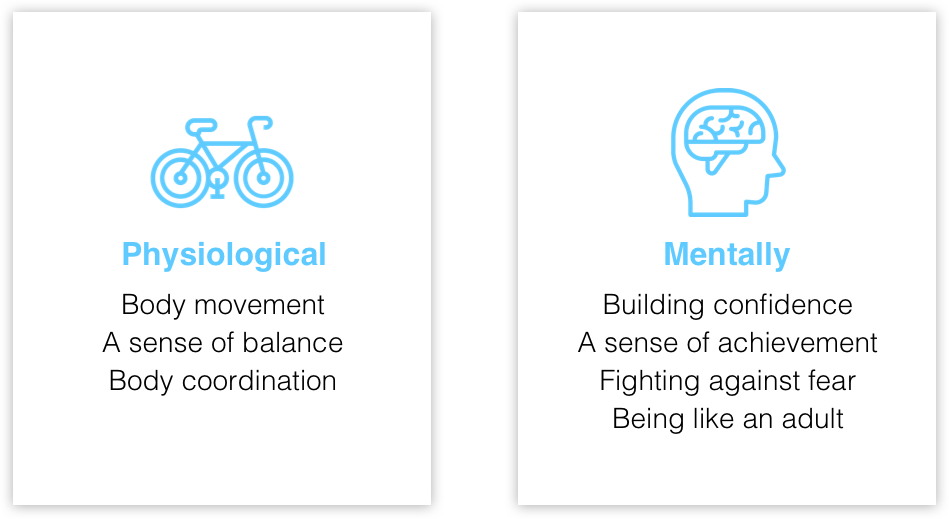 Physiological
Body movement
A sense of balance
Body coordination
Mentally
Building confidence
A sense of achievement
Fighting against fear
Being like an adult